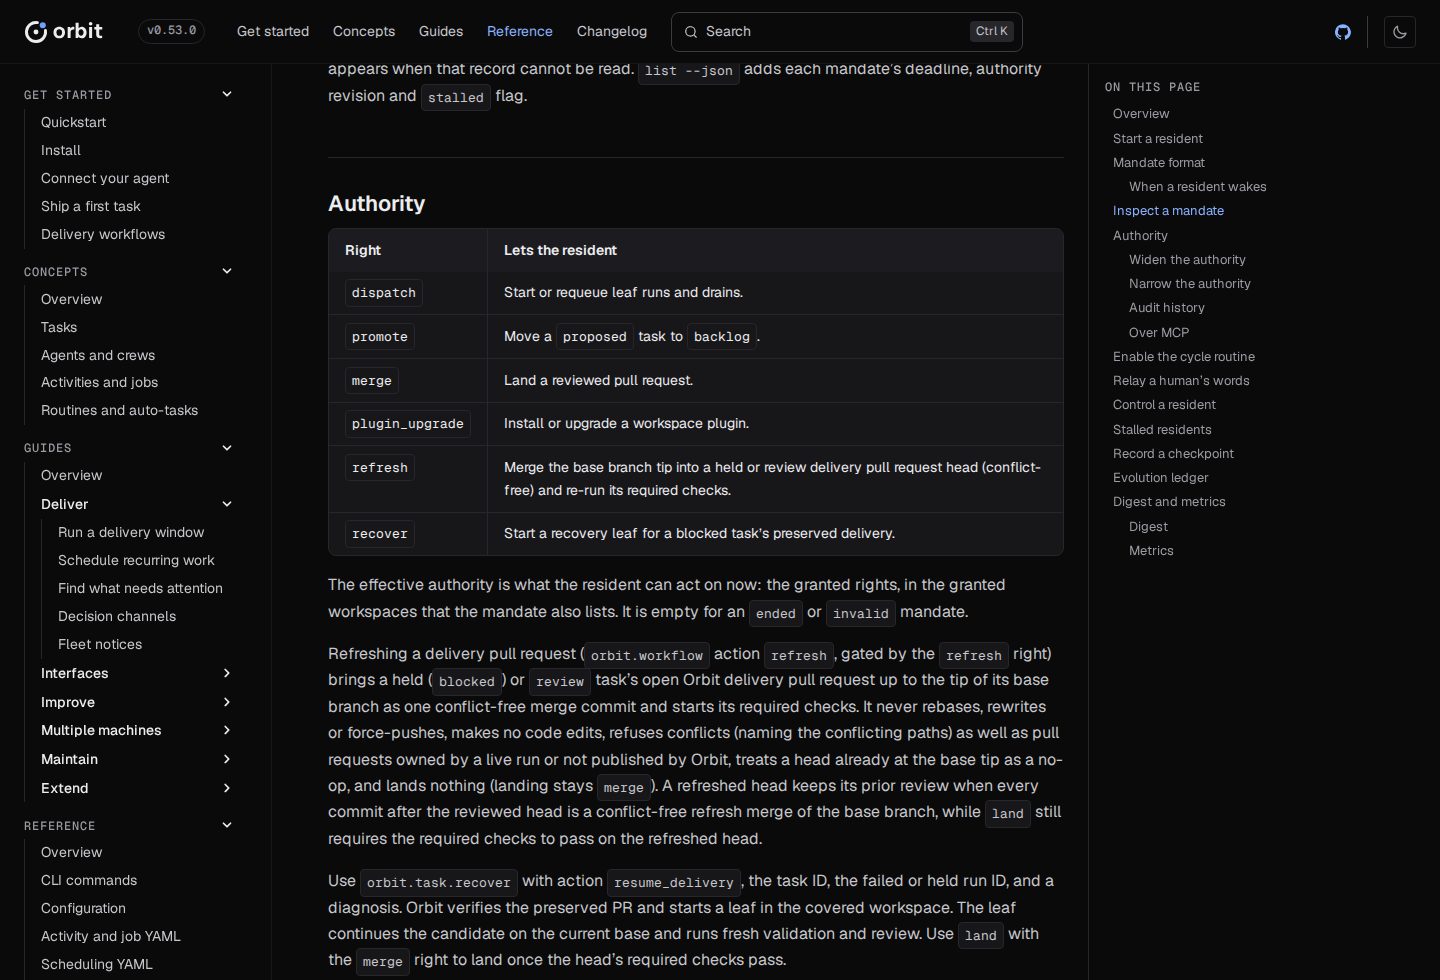 orbit
v0.53.0
Get started
Concepts
Guides
Reference
Changelog
Search
Ctrl K
GET STARTED
Quickstart
Install
Connect your agent
Ship a first task
Delivery workflows
CONCEPTS
Overview
Tasks
Agents and crews
Activities and jobs
Routines and auto-tasks
GUIDES
Overview
Deliver
Run a delivery window
Schedule recurring work
Find what needs attention
Decision channels
Fleet notices
Interfaces
Improve
Multiple machines
Maintain
Extend
REFERENCE
Overview
CLI commands
Configuration
Activity and job YAML
Scheduling YAML
appears when that record cannot be read. list --json adds each mandate's deadline, authority
revision and stalled flag.
Authority
Right Lets the resident
dispatch Start or requeue leaf runs and drains.
promote Move a proposed task to backlog.
merge Land a reviewed pull request.
plugin_upgrade Install or upgrade a workspace plugin.
refresh Merge the base branch tip into a held or review delivery pull request head (conflict-
free) and re-run its required checks.
recover Start a recovery leaf for a blocked task's preserved delivery.
The effective authority is what the resident can act on now: the granted rights, in the granted
workspaces that the mandate also lists. It is empty for an ended or invalid mandate.
Refreshing a delivery pull request (orbit.workflow action refresh, gated by the refresh right)
brings a held (blocked) or review task's open Orbit delivery pull request up to the tip of its base
branch as one conflict-free merge commit and starts its required checks. It never rebases, rewrites
or force-pushes, makes no code edits, refuses conflicts (naming the conflicting paths) as well as pull
requests owned by a live run or not published by Orbit, treats a head already at the base tip as a no-
op, and lands nothing (landing stays merge). A refreshed head keeps its prior review when every
commit after the reviewed head is a conflict-free refresh merge of the base branch, while land still
requires the required checks to pass on the refreshed head.
Use orbit.task.recover with action resume_delivery, the task ID, the failed or held run ID, and a
diagnosis. Orbit verifies the preserved PR and starts a leaf in the covered workspace. The leaf
continues the candidate on the current base and runs fresh validation and review. Use land with
the merge right to land once the head's required checks pass.
ON THIS PAGE
Overview
Start a resident
Mandate format
When a resident wakes
Inspect a mandate
Authority
Widen the authority
Narrow the authority
Audit history
Over MCP
Enable the cycle routine
Relay a human's words
Control a resident
Stalled residents
Record a checkpoint
Evolution ledger
Digest and metrics
Digest
Metrics